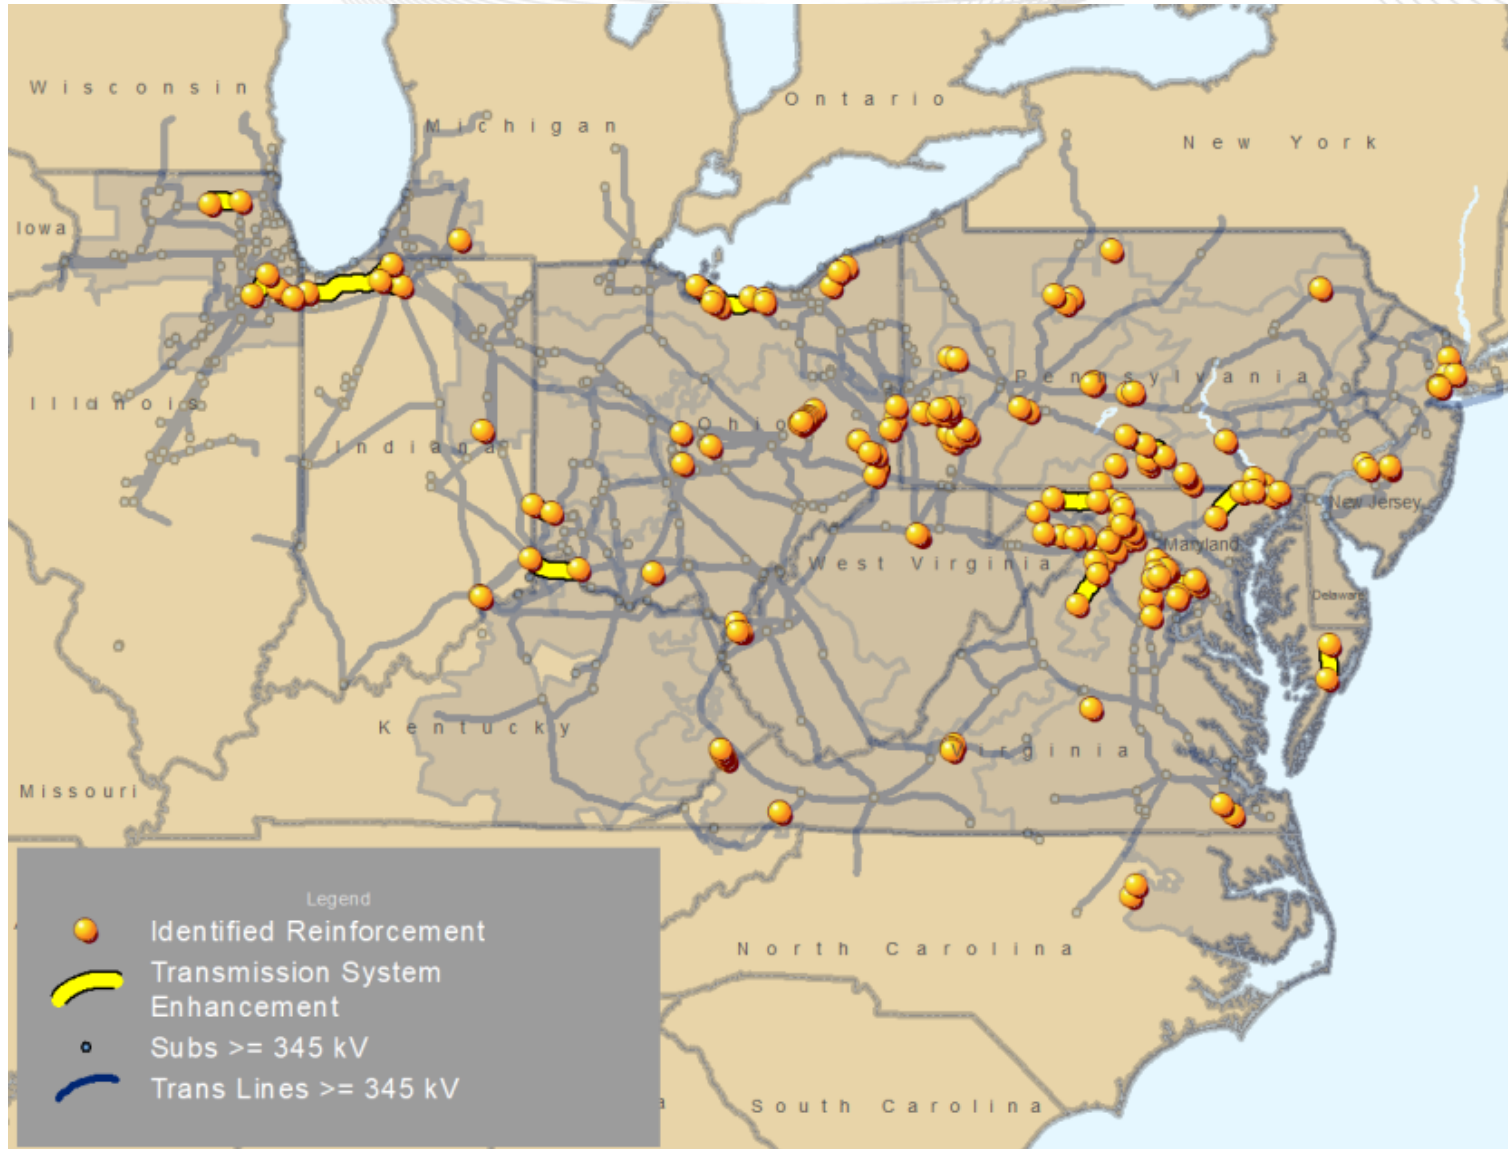 Wisconsin
Michigan
Ontario
New York
Iowa
Illinois
Indiana
Ohio
Pennsylvania
New Jersey
Maryland
West Virginia
Delaware
Kentucky
Virginia
Missouri
North Carolina
South Carolina
Legend
Identified Reinforcement
Transmission System
Enhancement
Subs >= 345 kV
Trans Lines >= 345 kV